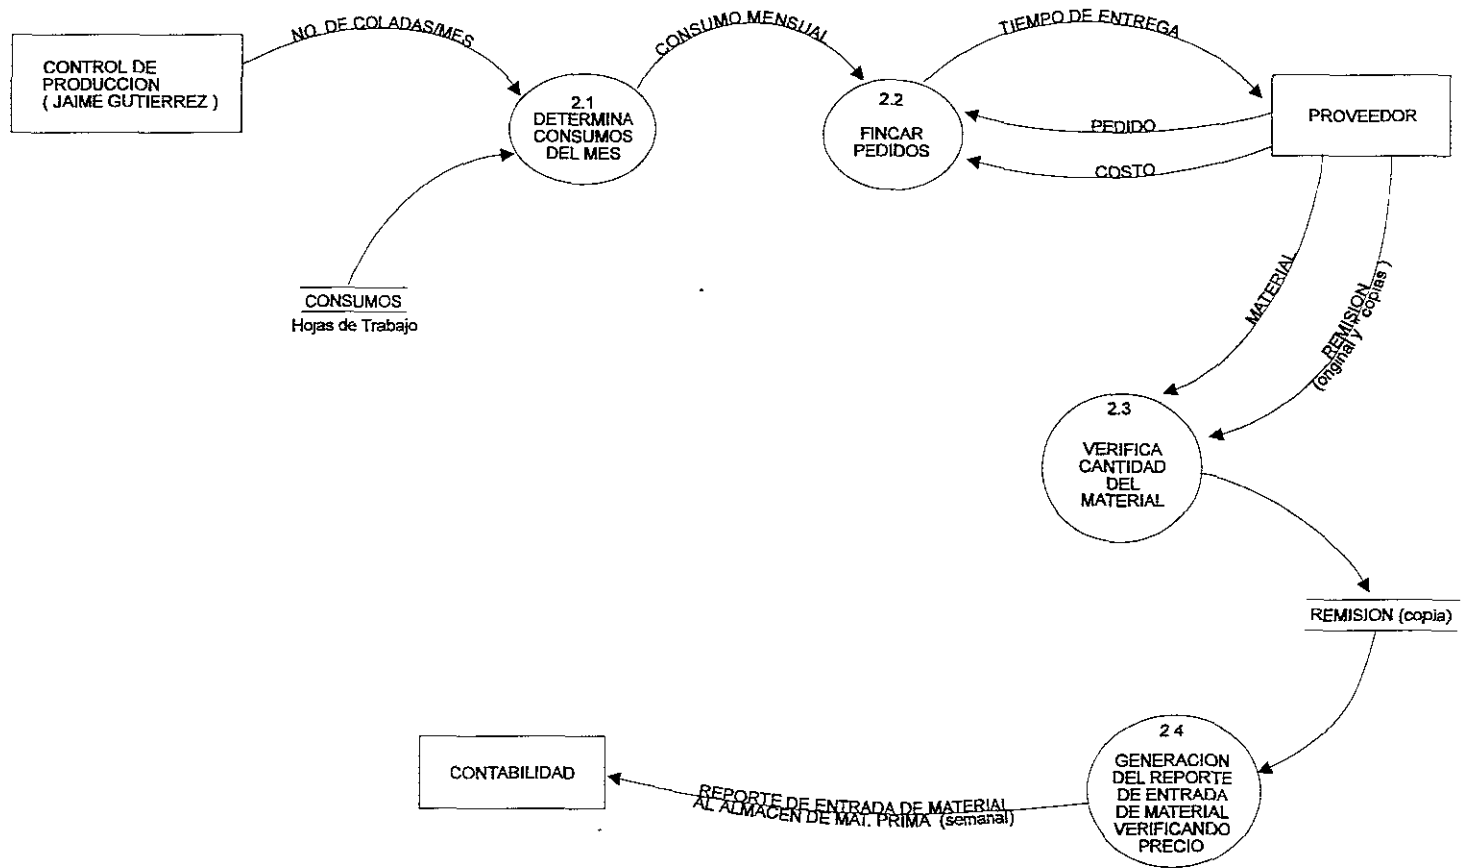 NO. DE COLADAS/MES
CONSUMO MENSUAL
TIEMPO DE ENTREGA
CONTROL DE
PRODUCCION
( JAIME GUTIERREZ )
2.1
DETERMINA
CONSUMOS
DEL MES
2.2
FINCAR
PEDIDOS
PEDIDO
COSTO
PROVEEDOR
CONSUMOS
Hojas de Trabajo
MATERIAL
REMISION
(original y copias )
2.3
VERIFICA
CANTIDAD
DEL
MATERIAL
REMISION (copia)
2 4
GENERACION
DEL REPORTE
DE ENTRADA
DE MATERIAL
VERIFICANDO
PRECIO
CONTABILIDAD
REPORTE DE ENTRADA DE MATERIAL
AL ALMACEN DE MAT. PRIMA (semanal)